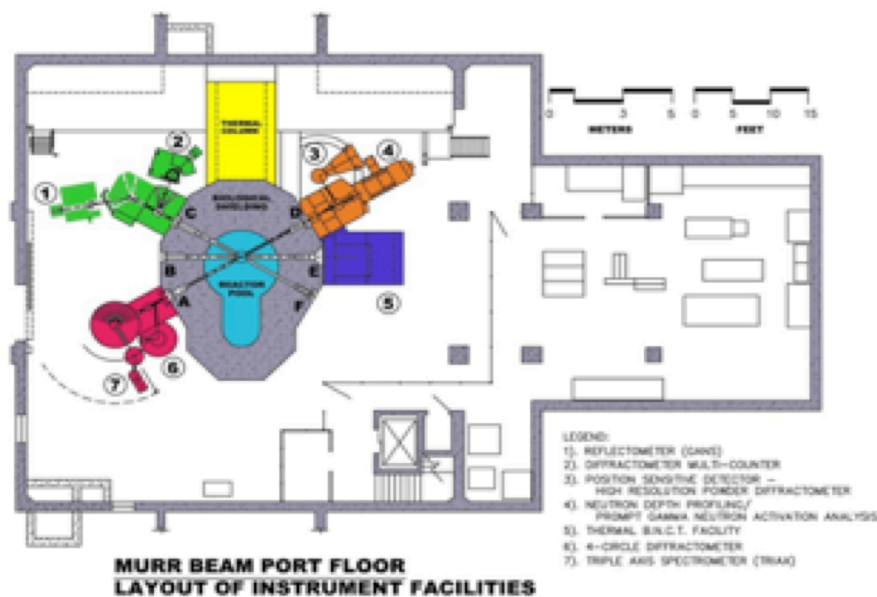 THERMAL
COLUMN
2
3
4
1
BIOLOGICAL
SHIELDING
C
D
B
E
REACTOR
POOL
A
F
5
6
7
0 3 5
METERS
0 5 10 15
FEET
LEGEND:
1). REFLECTOMETER (GANS)
2). DIFFRACTOMETER MULTI-COUNTER
3). POSITION SENSITIVE DETECTOR –
HIGH RESOLUTION POWDER DIFFRACTOMETER
4). NEUTRON DEPTH PROFILING/
PROMPT GAMMA NEUTRON ACTIVATION ANALYSIS
5). THERMAL B.N.C.T. FACILITY
6). 4-CIRCLE DIFFRACTOMETER
7). TRIPLE AXIS SPECTROMETER (TRIAX)
MURR BEAM PORT FLOOR
LAYOUT OF INSTRUMENT FACILITIES